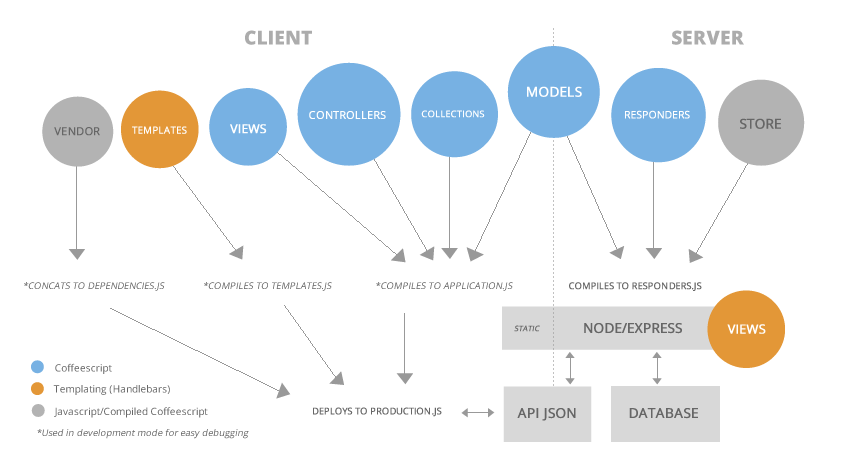 CLIENT
SERVER
VENDOR
TEMPLATES
VIEWS
CONTROLLERS
COLLECTIONS
MODELS
RESPONDERS
STORE
*CONCATS TO DEPENDENCIES.JS
*COMPILES TO TEMPLATES.JS
*COMPILES TO APPLICATION.JS
COMPILES TO RESPONDERS.JS
STATIC
NODE/EXPRESS
VIEWS
Coffeescript
Templating (Handlebars)
Javascript/Compiled Coffeescript
*Used in development mode for easy debugging
DEPLOYS TO PRODUCTION.JS
API JSON
DATABASE